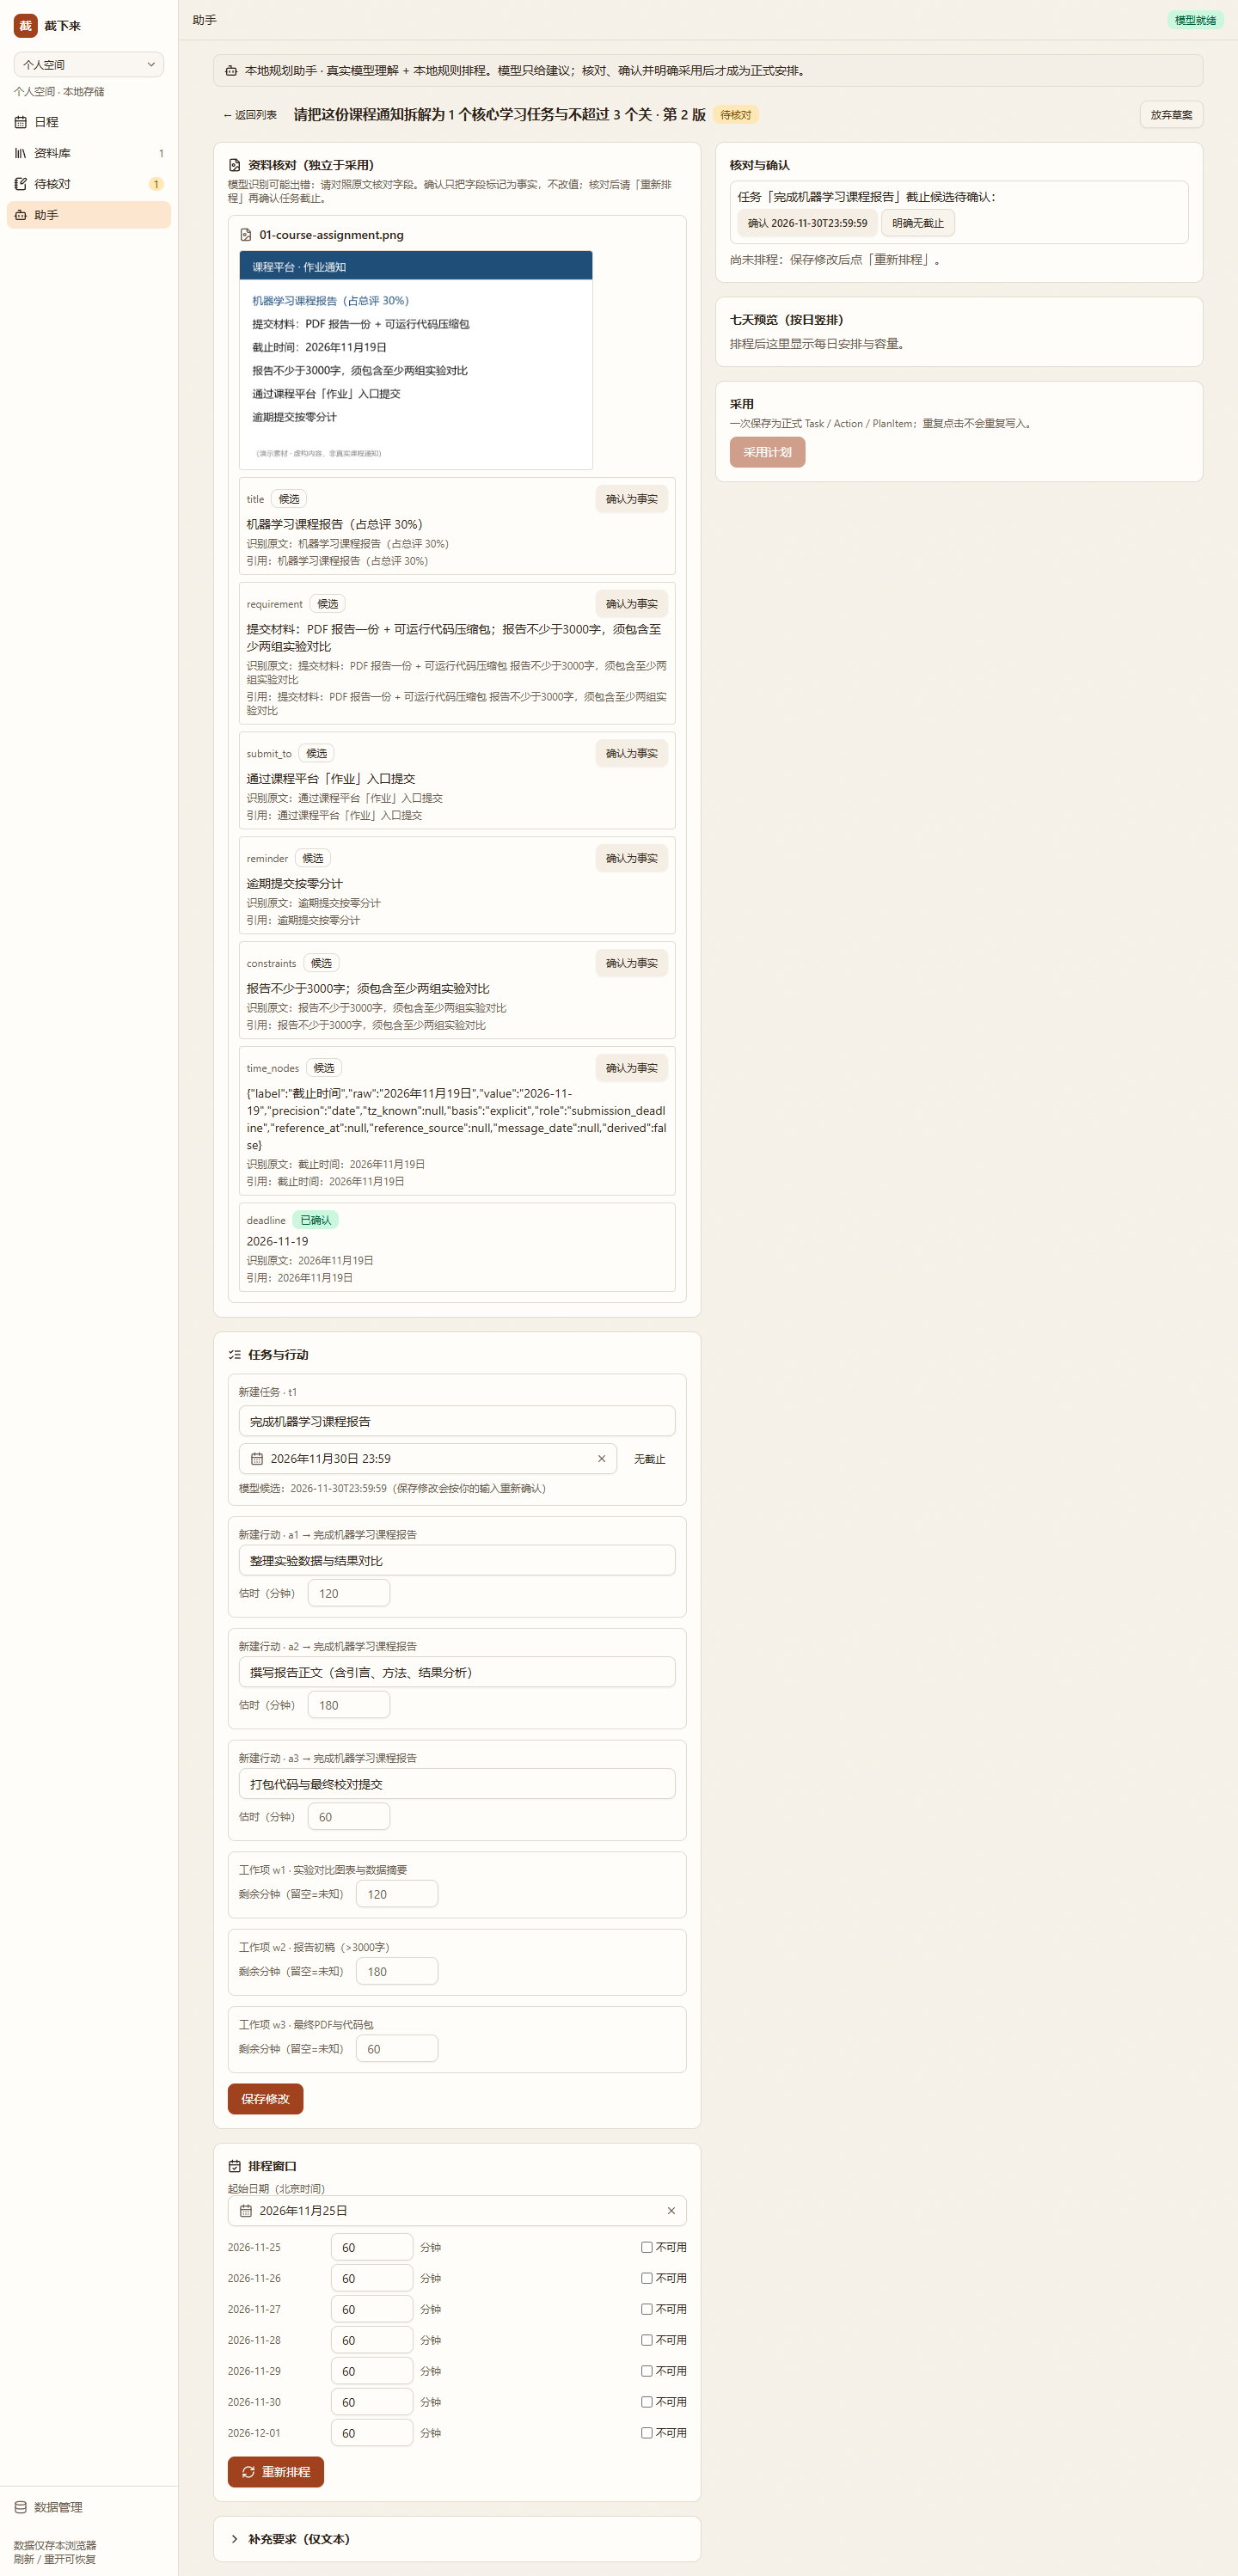 截 截下来
个人空间
个人空间 · 本地存储
日程
资料库 1
待核对 1
助手
数据管理
数据仅存本浏览器
刷新 / 重开可恢复
助手
模型就绪
本地规划助手 · 真实模型理解 + 本地规则排程。模型只给建议；核对、确认并明确采用后才成为正式安排。
← 返回列表 请把这份课程通知拆解为 1 个核心学习任务与不超过 3 个关 · 第 2 版 待核对 放弃草案
资料核对（独立于采用）
模型识别可能出错：请对照原文核对字段。确认只把字段标记为事实，不改值；核对后请「重新排
程」再确认任务截止。
01-course-assignment.png
课程平台 · 作业通知
机器学习课程报告（占总评 30%）
提交材料：PDF 报告一份 + 可运行代码压缩包
截止时间：2026年11月19日
报告不少于3000字，须包含至少两组实验对比
通过课程平台「作业」入口提交
逾期提交按零分计
（演示素材 · 虚构内容，非真实课程通知）
title 候选 确认为事实
机器学习课程报告（占总评 30%）
识别原文：机器学习课程报告（占总评 30%）
引用：机器学习课程报告（占总评 30%）
requirement 候选 确认为事实
提交材料：PDF 报告一份 + 可运行代码压缩包；报告不少于3000字，须包含至
少两组实验对比
识别原文：提交材料：PDF 报告一份 + 可运行代码压缩包 报告不少于3000字，须包含至少两
组实验对比
引用：提交材料：PDF 报告一份 + 可运行代码压缩包 报告不少于3000字，须包含至少两组实
验对比
submit_to 候选 确认为事实
通过课程平台「作业」入口提交
识别原文：通过课程平台「作业」入口提交
引用：通过课程平台「作业」入口提交
reminder 候选 确认为事实
逾期提交按零分计
识别原文：逾期提交按零分计
引用：逾期提交按零分计
constraints 候选 确认为事实
报告不少于3000字；须包含至少两组实验对比
识别原文：报告不少于3000字，须包含至少两组实验对比
引用：报告不少于3000字，须包含至少两组实验对比
time_nodes 候选 确认为事实
{"label":"截止时间","raw":"2026年11月19日","value":"2026-11-
19","precision":"date","tz_known":null,"basis":"explicit","role":"submission_deadl
ine","reference_at":null,"reference_source":null,"message_date":null,"derived":fal
se}
识别原文：截止时间：2026年11月19日
引用：截止时间：2026年11月19日
deadline 已确认
2026-11-19
识别原文：2026年11月19日
引用：2026年11月19日
任务与行动
新建任务 · t1
完成机器学习课程报告
2026年11月30日 23:59 无截止
模型候选：2026-11-30T23:59:59（保存修改会按你的输入重新确认）
新建行动 · a1 → 完成机器学习课程报告
整理实验数据与结果对比
估时（分钟） 120
新建行动 · a2 → 完成机器学习课程报告
撰写报告正文（含引言、方法、结果分析）
估时（分钟） 180
新建行动 · a3 → 完成机器学习课程报告
打包代码与最终校对提交
估时（分钟） 60
工作项 w1 · 实验对比图表与数据摘要
剩余分钟（留空=未知） 120
工作项 w2 · 报告初稿（>3000字）
剩余分钟（留空=未知） 180
工作项 w3 · 最终PDF与代码包
剩余分钟（留空=未知） 60
保存修改
排程窗口
起始日期（北京时间）
2026年11月25日
2026-11-25 60 分钟 不可用
2026-11-26 60 分钟 不可用
2026-11-27 60 分钟 不可用
2026-11-28 60 分钟 不可用
2026-11-29 60 分钟 不可用
2026-11-30 60 分钟 不可用
2026-12-01 60 分钟 不可用
重新排程
补充要求（仅文本）
核对与确认
任务「完成机器学习课程报告」截止候选待确认：
确认 2026-11-30T23:59:59 明确无截止
尚未排程：保存修改后点「重新排程」。
七天预览（按日竖排）
排程后这里显示每日安排与容量。
采用
一次保存为正式 Task / Action / PlanItem；重复点击不会重复写入。
采用计划